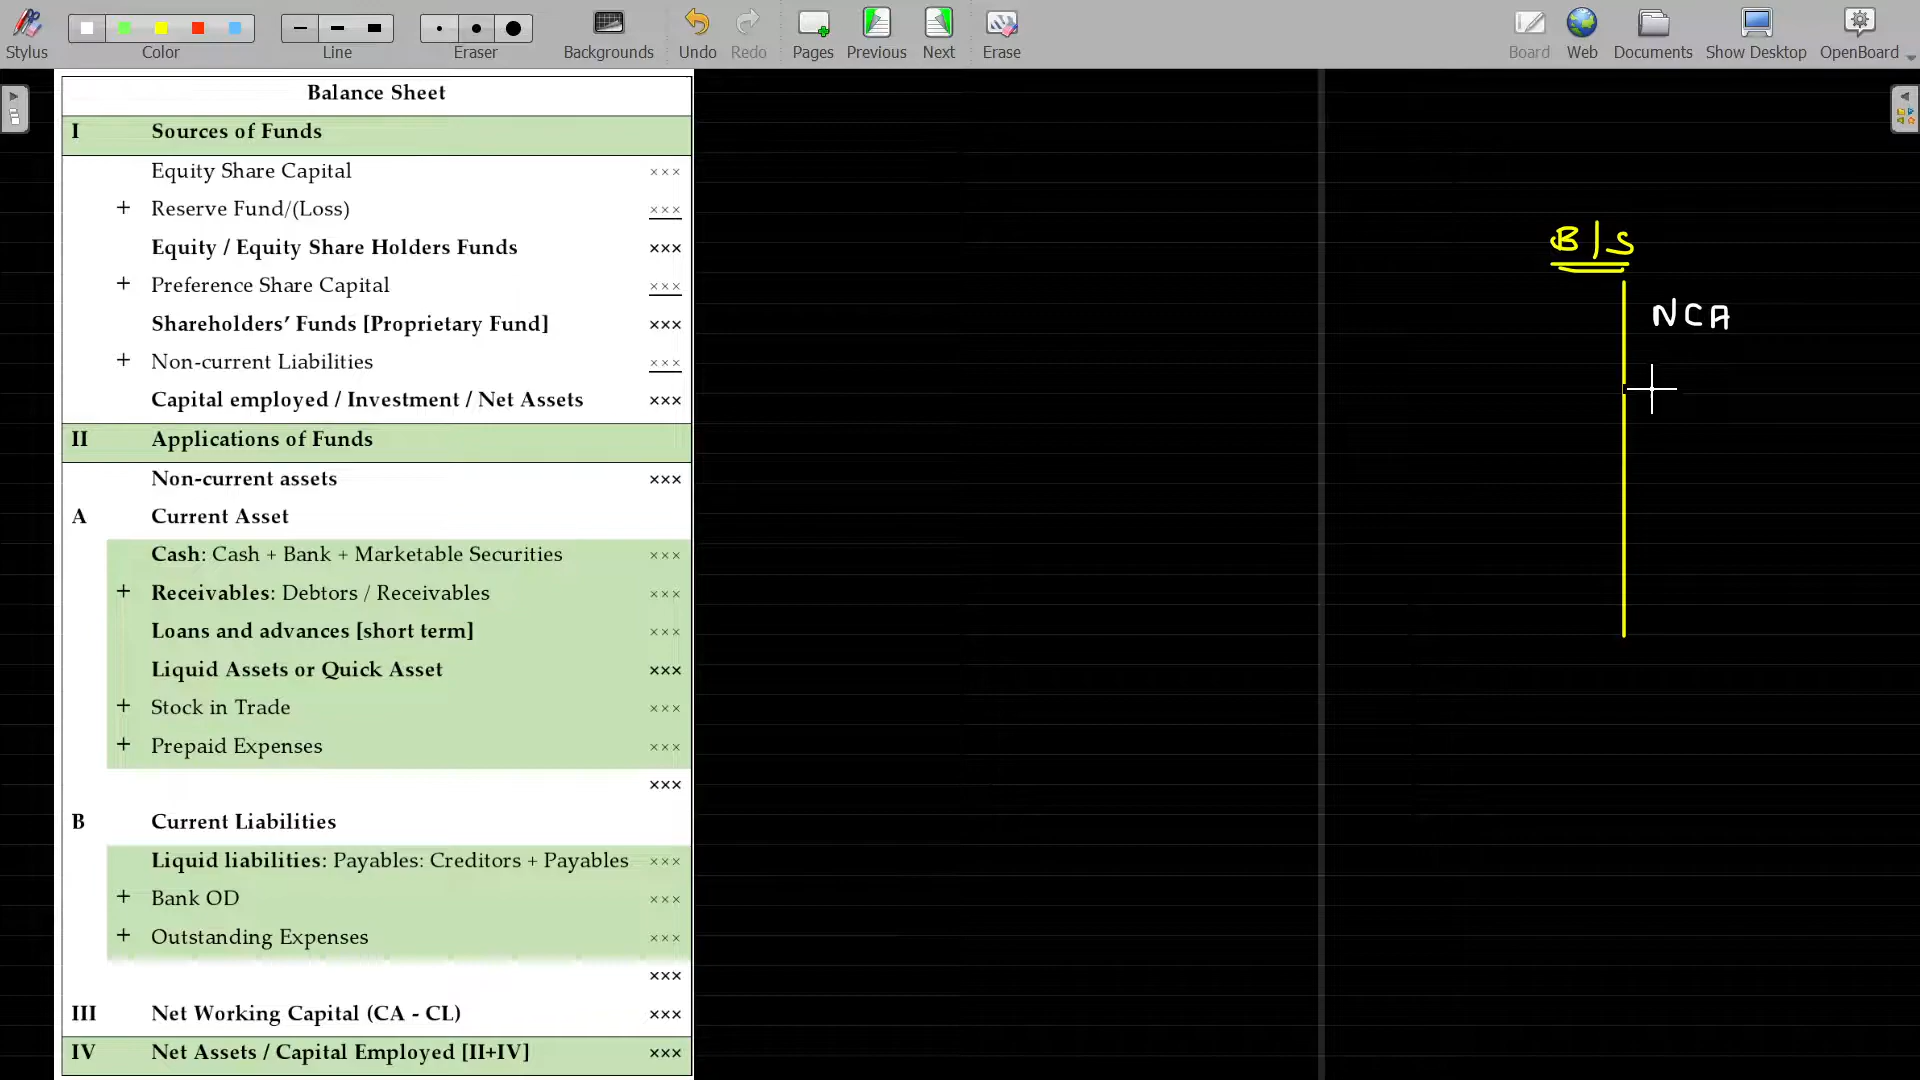 Stylus Color Line Eraser Backgrounds Undo Redo Pages Previous Next Erase Board Web Documents Show Desktop OpenBoard
Balance Sheet
I Sources of Funds
Equity Share Capital ×××
+ Reserve Fund/(Loss) ×××
Equity / Equity Share Holders Funds ×××
+ Preference Share Capital ×××
Shareholders’ Funds [Proprietary Fund] ×××
+ Non-current Liabilities ×××
Capital employed / Investment / Net Assets ×××
II Applications of Funds
Non-current assets ×××
A Current Asset
Cash: Cash + Bank + Marketable Securities ×××
+ Receivables: Debtors / Receivables ×××
Loans and advances [short term] ×××
Liquid Assets or Quick Asset ×××
+ Stock in Trade ×××
+ Prepaid Expenses ×××
×××
B Current Liabilities
Liquid liabilities: Payables: Creditors + Payables ×××
+ Bank OD ×××
+ Outstanding Expenses ×××
×××
III Net Working Capital (CA - CL) ×××
IV Net Assets / Capital Employed [II+IV] ×××
B/S
NCA